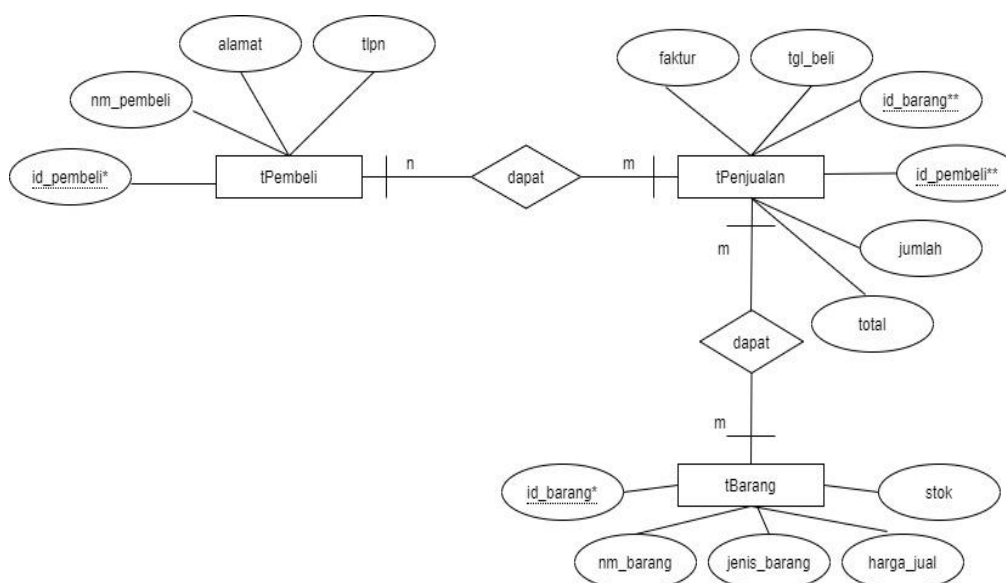 alamat
tlpn
nm_pembeli
id_pembeli*
tPembeli
n
dapat
m
faktur
tgl_beli
id_barang**
tPenjualan
id_pembeli**
jumlah
total
m
dapat
m
id_barang*
tBarang
stok
nm_barang
jenis_barang
harga_jual